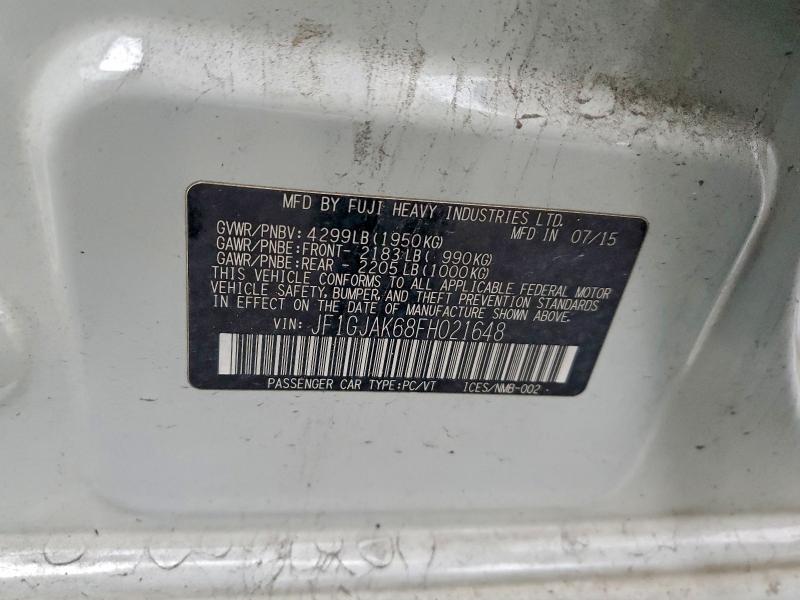 MFD BY FUJI HEAVY INDUSTRIES LTD.
GVWR/PNBV: 4299LB(1950KG) MFD IN 07/15
GAWR/PNBE:FRONT- 2183LB( 990KG)
GAWR/PNBE:REAR - 2205LB(1000KG)
THIS VEHICLE CONFORMS TO ALL APPLICABLE FEDERAL MOTOR
VEHICLE SAFETY, BUMPER, AND THEFT PREVENTION STANDARDS
IN EFFECT ON THE DATE OF MANUFACTURE SHOWN ABOVE.
VIN: JF1GJAK68FH021648
PASSENGER CAR TYPE:PC/VT ICES/NMB-002